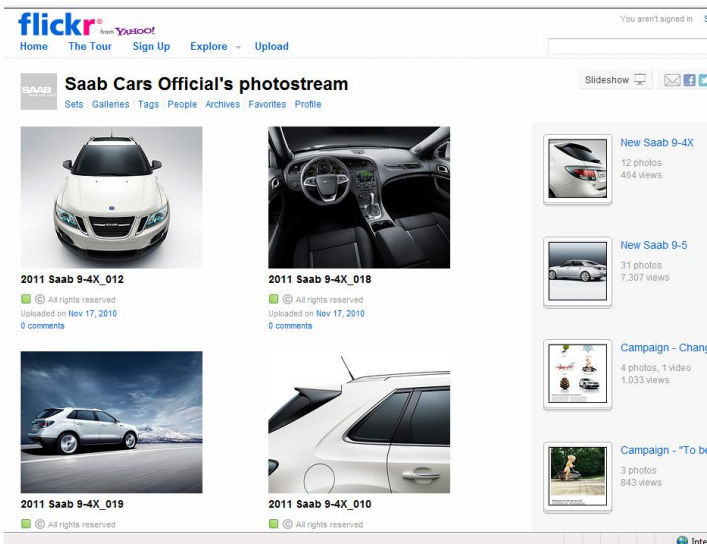 flickr from YAHOO!
You aren't signed in
Home The Tour Sign Up Explore Upload
SAAB
Saab Cars Official's photostream
Slideshow
Sets Galleries Tags People Archives Favorites Profile
2011 Saab 9-4X_012
All rights reserved
Uploaded on Nov 17, 2010
0 comments
2011 Saab 9-4X_018
All rights reserved
Uploaded on Nov 17, 2010
0 comments
2011 Saab 9-4X_019
All rights reserved
2011 Saab 9-4X_010
All rights reserved
New Saab 9-4X
12 photos
464 views
New Saab 9-5
31 photos
7,307 views
Campaign - Chang
4 photos, 1 video
1,033 views
Campaign - "To be
3 photos
843 views
Inte